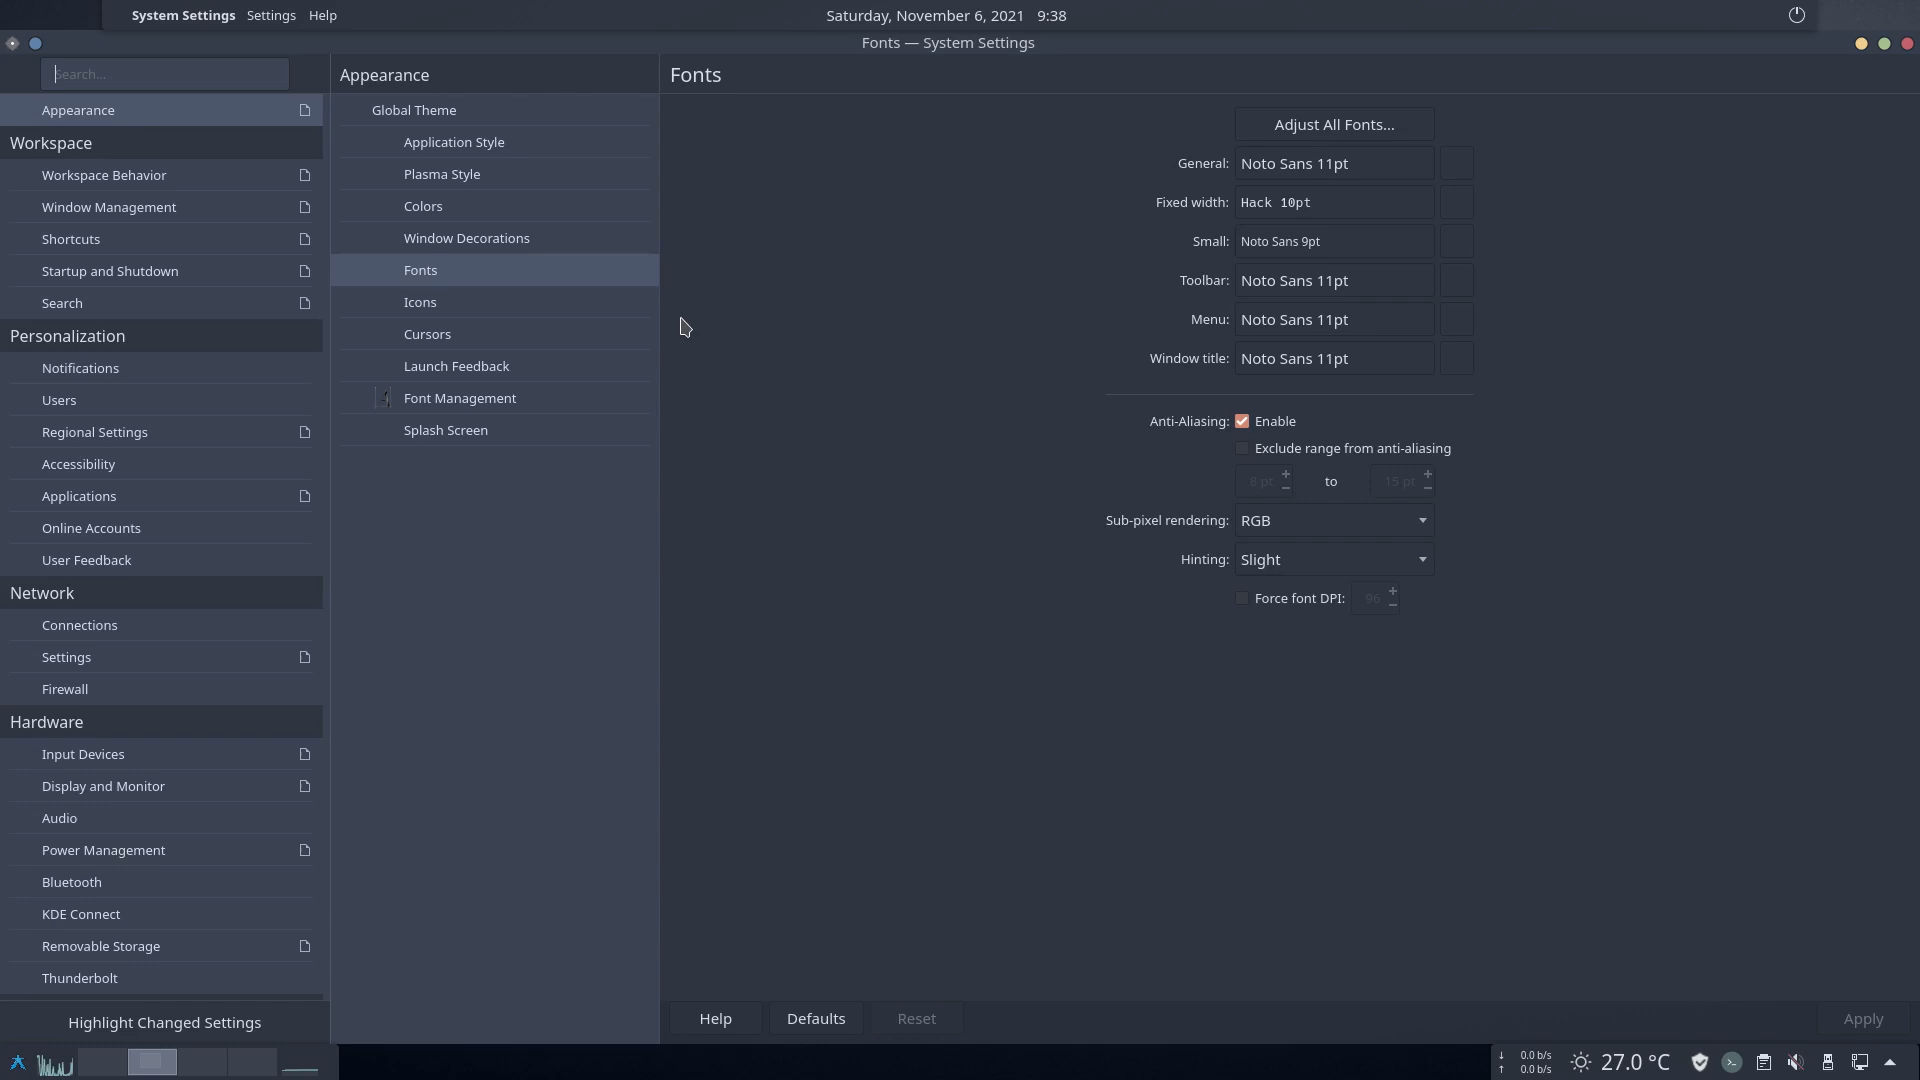 System Settings Settings Help
Saturday, November 6, 2021 9:38
Fonts — System Settings
Search...
Appearance
Workspace
Workspace Behavior
Window Management
Shortcuts
Startup and Shutdown
Search
Personalization
Notifications
Users
Regional Settings
Accessibility
Applications
Online Accounts
User Feedback
Network
Connections
Settings
Firewall
Hardware
Input Devices
Display and Monitor
Audio
Power Management
Bluetooth
KDE Connect
Removable Storage
Thunderbolt
Highlight Changed Settings
Appearance
Global Theme
Application Style
Plasma Style
Colors
Window Decorations
Fonts
Icons
Cursors
Launch Feedback
Font Management
Splash Screen
Fonts
Adjust All Fonts...
General: Noto Sans 11pt
Fixed width: Hack 10pt
Small: Noto Sans 9pt
Toolbar: Noto Sans 11pt
Menu: Noto Sans 11pt
Window title: Noto Sans 11pt
Anti-Aliasing: Enable
Exclude range from anti-aliasing
8 pt to 15 pt
Sub-pixel rendering: RGB
Hinting: Slight
Force font DPI: 96
Help Defaults Reset Apply
↓ 0.0 b/s
↑ 0.0 b/s
27.0 °C